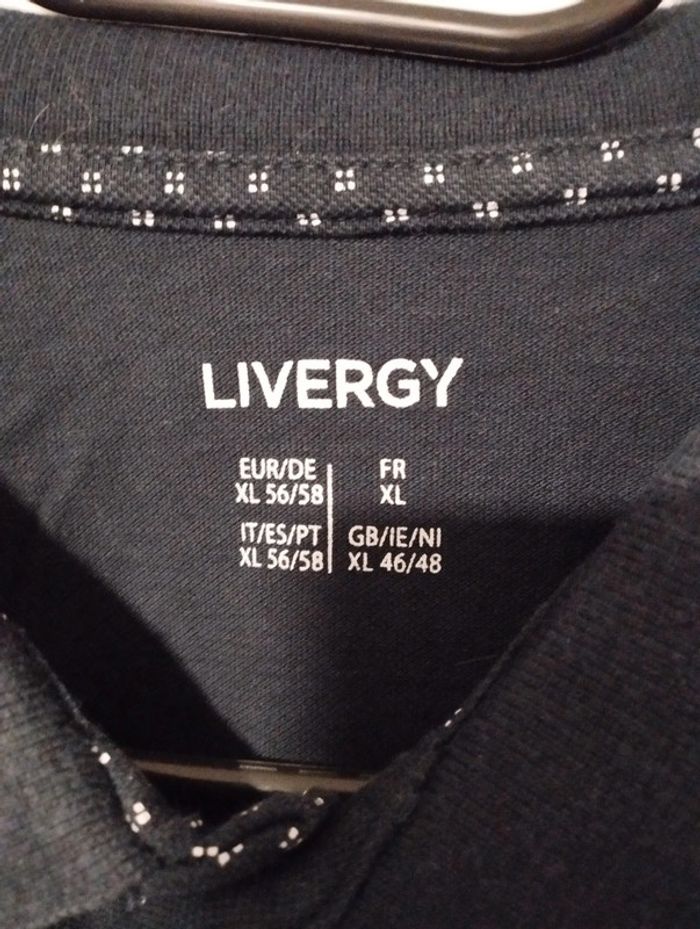 LIVERGY
EUR/DE
XL 56/58
FR
XL
IT/ES/PT
XL 56/58
GB/IE/NI
XL 46/48